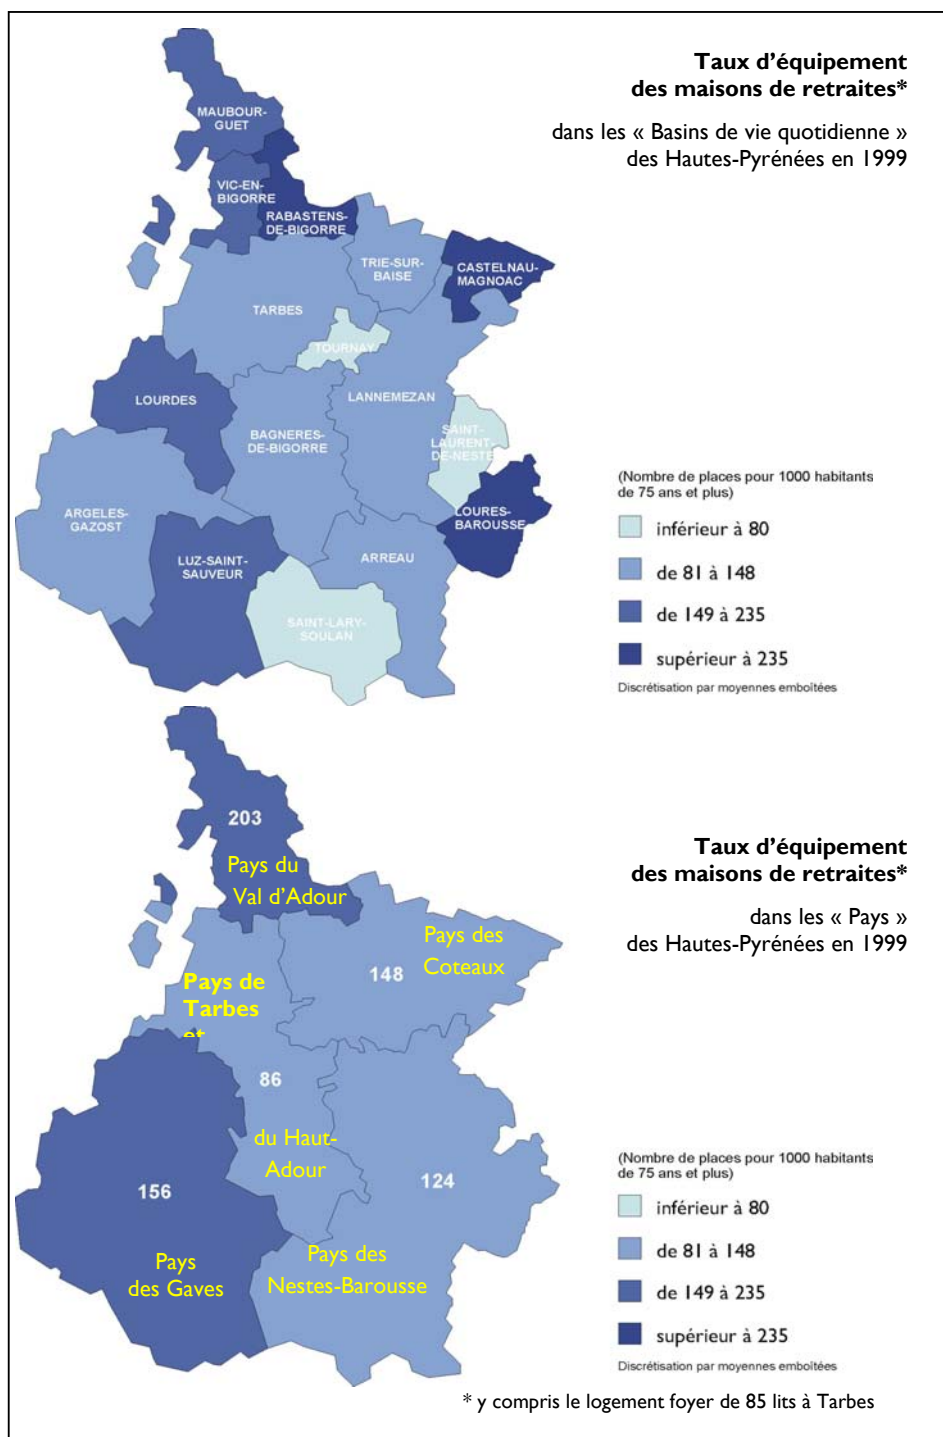 Taux d'équipement
des maisons de retraites*
dans les « Basins de vie quotidienne »
des Hautes-Pyrénées en 1999
MAUBOUR-
GUET
VIC-EN-
BIGORRE
RABASTENS-
DE-BIGORRE
TRIE-SUR-
BAISE
CASTELNAU-
MAGNOAC
TARBES
TOURNAY
LOURDES
LANNEMEZAN
BAGNERES-
DE-BIGORRE
SAINT-
LAURENT-
DE-NESTE
ARGELES-
GAZOST
LOURES-
BAROUSSE
LUZ-SAINT-
SAUVEUR
ARREAU
SAINT-LARY-
SOULAN
(Nombre de places pour 1000 habitants
de 75 ans et plus)
inférieur à 80
de 81 à 148
de 149 à 235
supérieur à 235
Discrétisation par moyennes emboîtées
203
Pays du
Val d'Adour
Taux d'équipement
des maisons de retraites*
dans les « Pays »
des Hautes-Pyrénées en 1999
Pays des
Coteaux
148
Pays de
Tarbes
et
86
du Haut-
Adour
156
124
Pays
des Gaves
Pays des
Nestes-Barousse
(Nombre de places pour 1000 habitants
de 75 ans et plus)
inférieur à 80
de 81 à 148
de 149 à 235
supérieur à 235
Discrétisation par moyennes emboîtées
* y compris le logement foyer de 85 lits à Tarbes